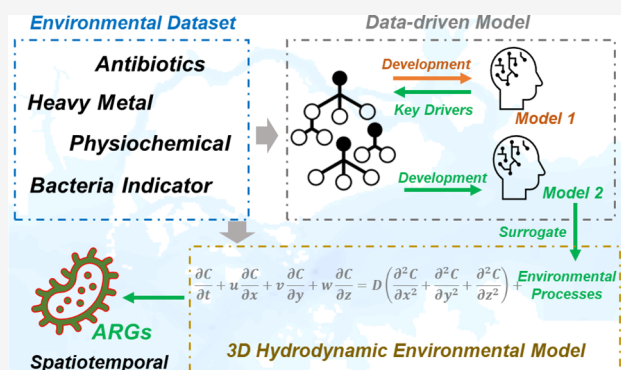 Environmental Dataset
Antibiotics
Heavy Metal
Physiochemical
Bacteria Indicator
Data-driven Model
Development
Key Drivers
Model 1
Development
Model 2
Surrogate
∂C/∂t + u ∂C/∂x + v ∂C/∂y + w ∂C/∂z = D(∂²C/∂x² + ∂²C/∂y² + ∂²C/∂z²) +
Environmental
Processes
3D Hydrodynamic Environmental Model
ARGs
Spatiotemporal